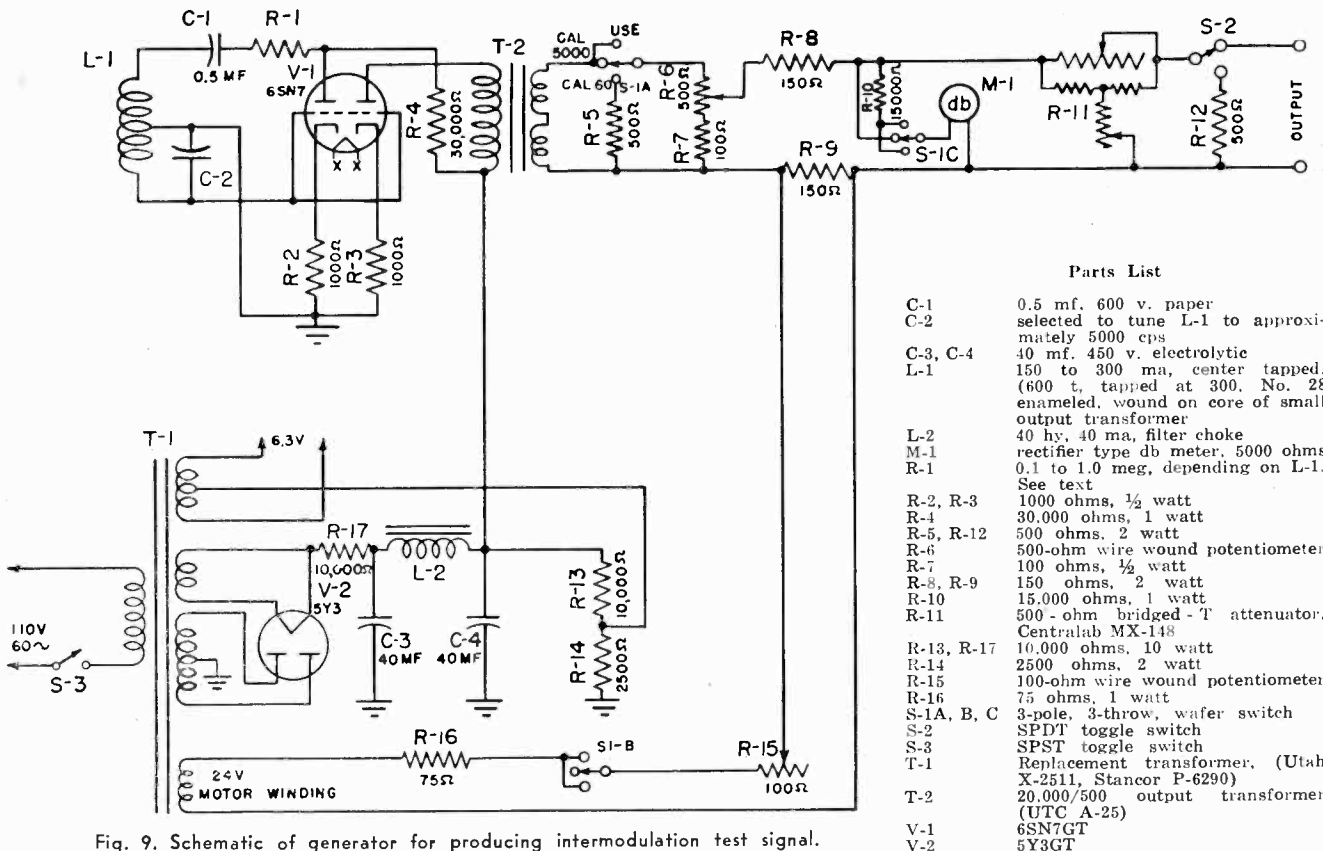 C-1
R-1
L-1
0.5 MF
V-1
6SN7
C-2
X X
R-2
1000Ω
R-3
1000Ω
R-4
30,000Ω
T-2
CAL
5000
USE
CAL 60
S-1A
R-5
500Ω
R-6
500Ω
R-7
100Ω
R-8
150Ω
R-9
150Ω
R-10
15000Ω
M-1
db
S-1C
R-11
S-2
R-12
500Ω
OUTPUT
T-1
6.3V
R-17
10,000Ω
V-2
5Y3
L-2
C-3
40MF
C-4
40MF
R-13
10,000Ω
R-14
2500Ω
110V
60~
S-3
24V
MOTOR WINDING
R-16
75Ω
S1-B
R-15
100Ω
Fig. 9. Schematic of generator for producing intermodulation test signal.
Parts List
C-1 0.5 mf. 600 v. paper
C-2 selected to tune L-1 to approxi-
mately 5000 cps
C-3, C-4 40 mf. 450 v. electrolytic
L-1 150 to 300 ma, center tapped.
(600 t, tapped at 300, No. 28
enameled, wound on core of small
output transformer
L-2 40 hy, 40 ma, filter choke
M-1 rectifier type db meter, 5000 ohms
R-1 0.1 to 1.0 meg, depending on L-1.
See text
R-2, R-3 1000 ohms, ½ watt
R-4 30,000 ohms, 1 watt
R-5, R-12 500 ohms, 2 watt
R-6 500-ohm wire wound potentiometer
R-7 100 ohms, ½ watt
R-8, R-9 150 ohms, 2 watt
R-10 15,000 ohms, 1 watt
R-11 500-ohm bridged-T attenuator.
Centralab MX-148
R-13, R-17 10,000 ohms, 10 watt
R-14 2500 ohms, 2 watt
R-15 100-ohm wire wound potentiometer
R-16 75 ohms, 1 watt
S-1A, B, C 3-pole, 3-throw, wafer switch
S-2 SPDT toggle switch
S-3 SPST toggle switch
T-1 Replacement transformer, (Utah
X-2511, Stancor P-6290)
T-2 20,000/500 output transformer
(UTC A-25)
V-1 6SN7GT
V-2 5Y3GT